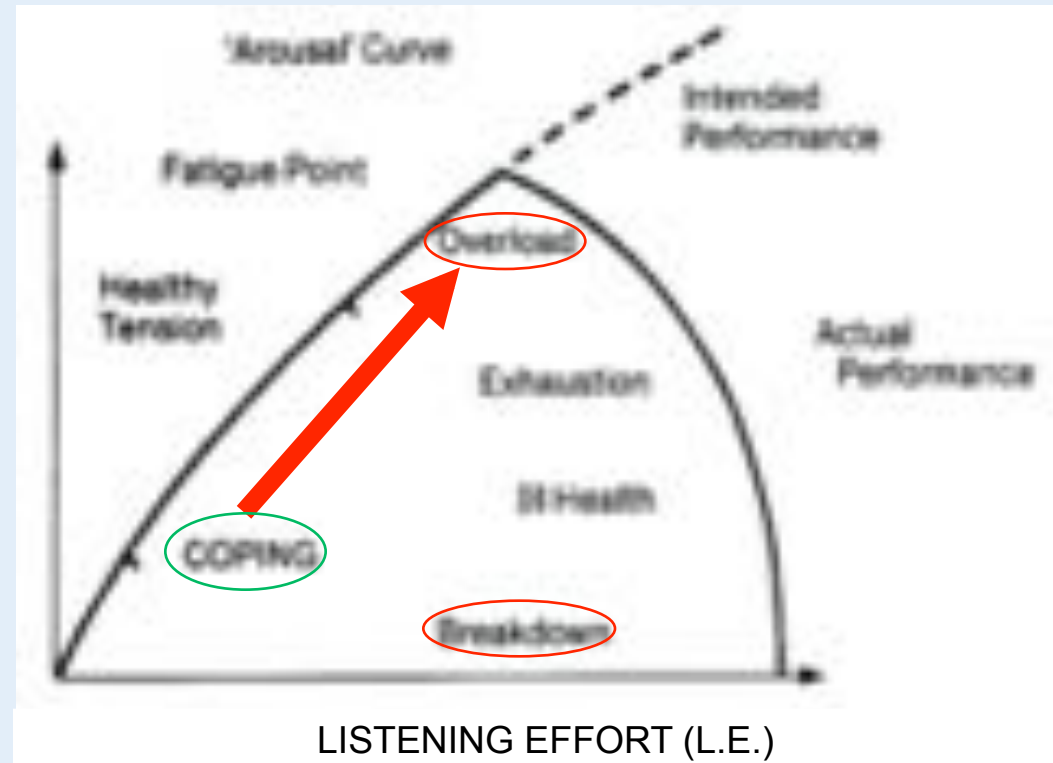 'Arousal' Curve
Intended
Performance
Fatigue Point
Overload
Healthy
Tension
Actual
Performance
Exhaustion
Ill Health
COPING
Breakdown
LISTENING EFFORT (L.E.)